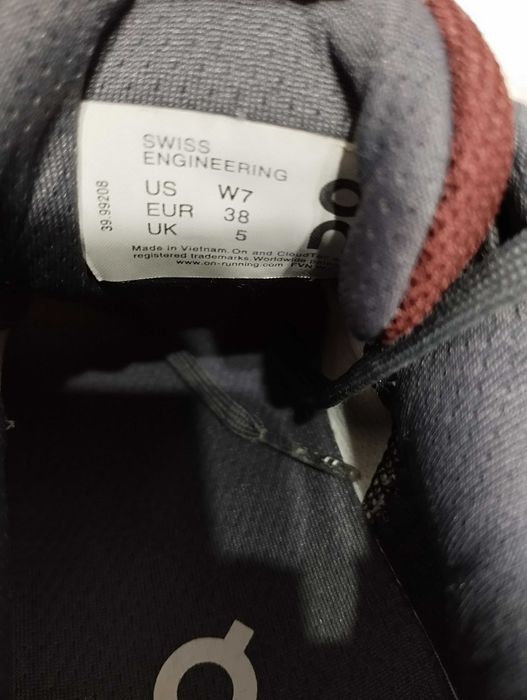 SWISS
ENGINEERING
US W7
EUR 38
UK 5
Made in Vietnam. On and
registered trademarks. Worldwide
www.on-running.com
39.99208